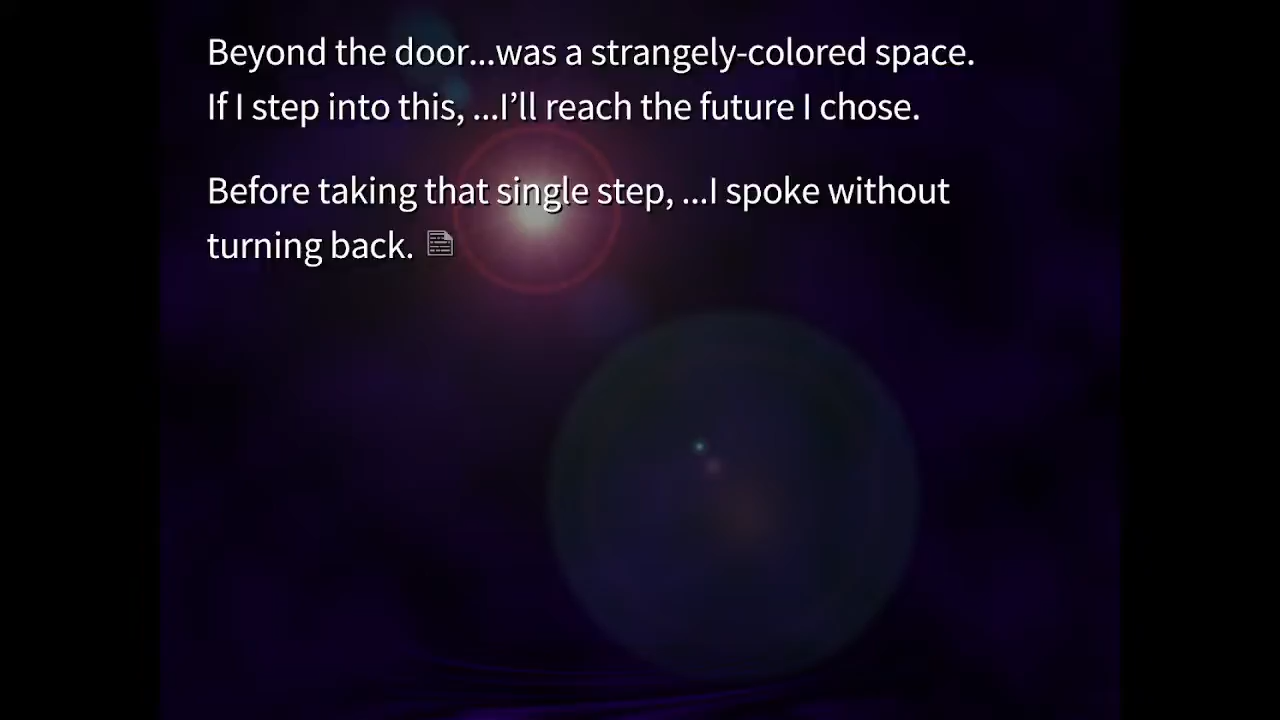 Beyond the door...was a strangely-colored space.
If I step into this, ...I’ll reach the future I chose.
Before taking that single step, ...I spoke without
turning back.